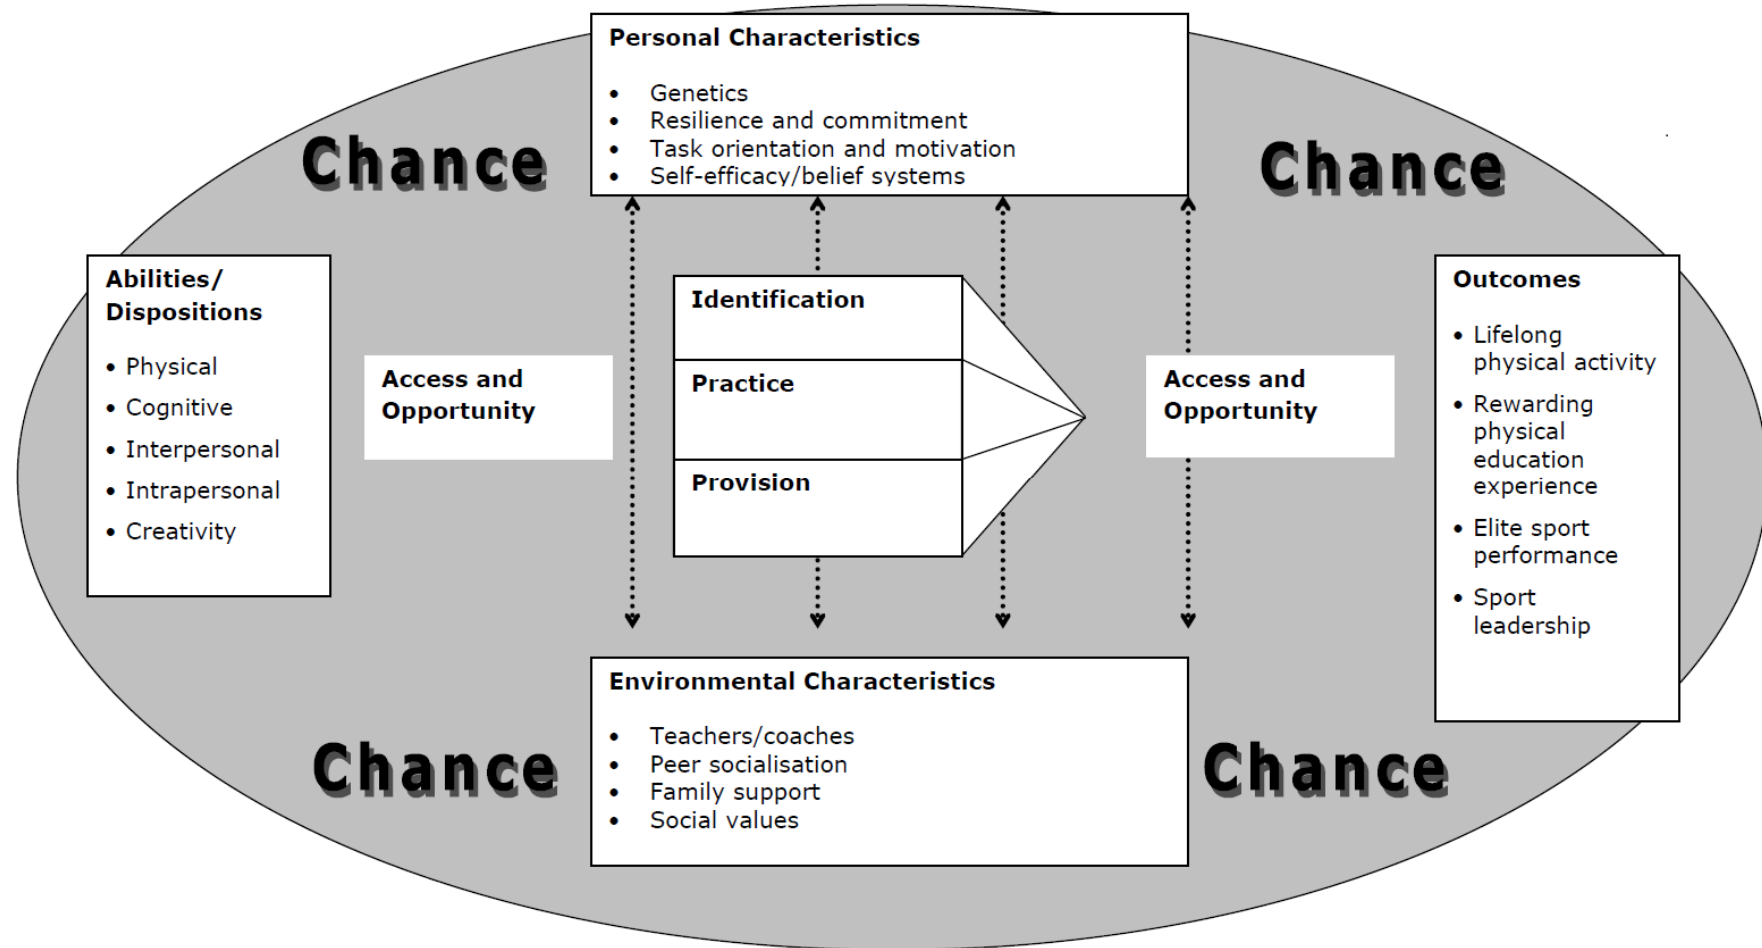 Personal Characteristics
• Genetics
• Resilience and commitment
• Task orientation and motivation
• Self-efficacy/belief systems
Chance
Chance
Abilities/
Dispositions
• Physical
• Cognitive
• Interpersonal
• Intrapersonal
• Creativity
Access and
Opportunity
Identification
Practice
Provision
Access and
Opportunity
Outcomes
• Lifelong
physical activity
• Rewarding
physical
education
experience
• Elite sport
performance
• Sport
leadership
Environmental Characteristics
• Teachers/coaches
• Peer socialisation
• Family support
• Social values
Chance
Chance